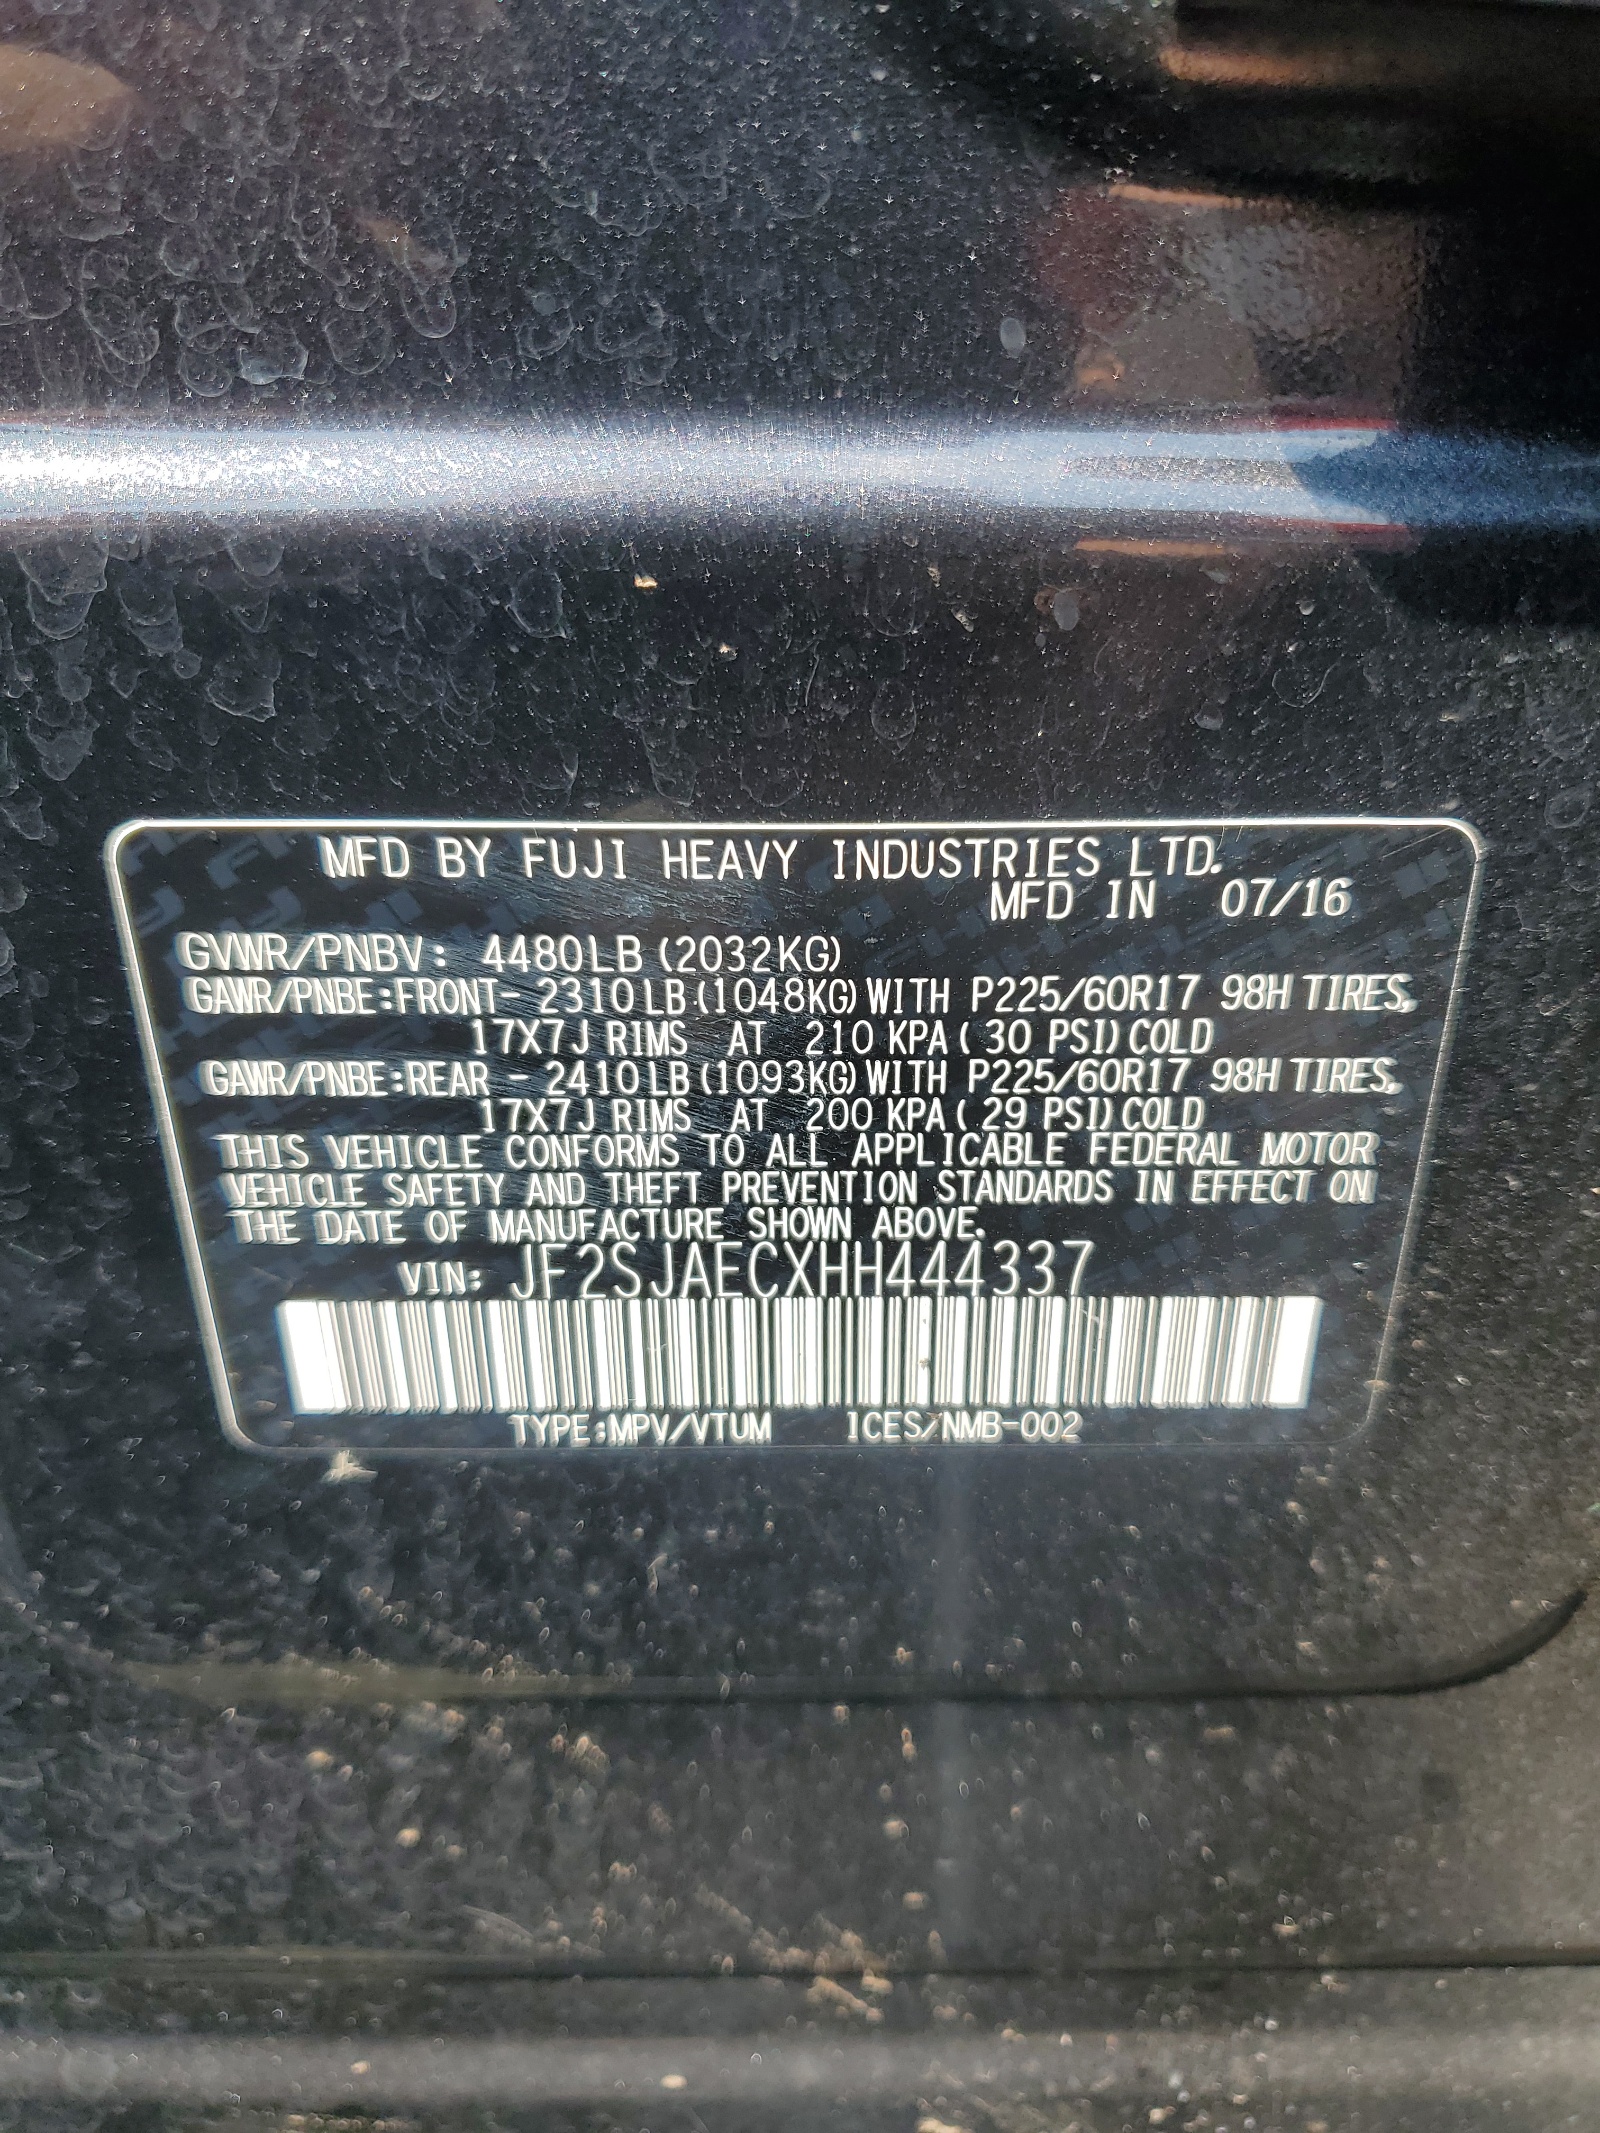 MFD BY FUJI HEAVY INDUSTRIES LTD.
MFD IN 07/16
GVWR/PNBV: 4480LB (2032KG)
GAWR/PNBE:FRONT- 2310LB (1048KG) WITH P225/60R17 98H TIRES,
17X7J RIMS AT 210 KPA ( 30 PSI) COLD
GAWR/PNBE:REAR - 2410LB (1093KG) WITH P225/60R17 98H TIRES,
17X7J RIMS AT 200 KPA ( 29 PSI) COLD
THIS VEHICLE CONFORMS TO ALL APPLICABLE FEDERAL MOTOR
VEHICLE SAFETY AND THEFT PREVENTION STANDARDS IN EFFECT ON
THE DATE OF MANUFACTURE SHOWN ABOVE.
VIN: JF2SJAECXHH444337
TYPE:MPV/VTUM ICES/NMB-002